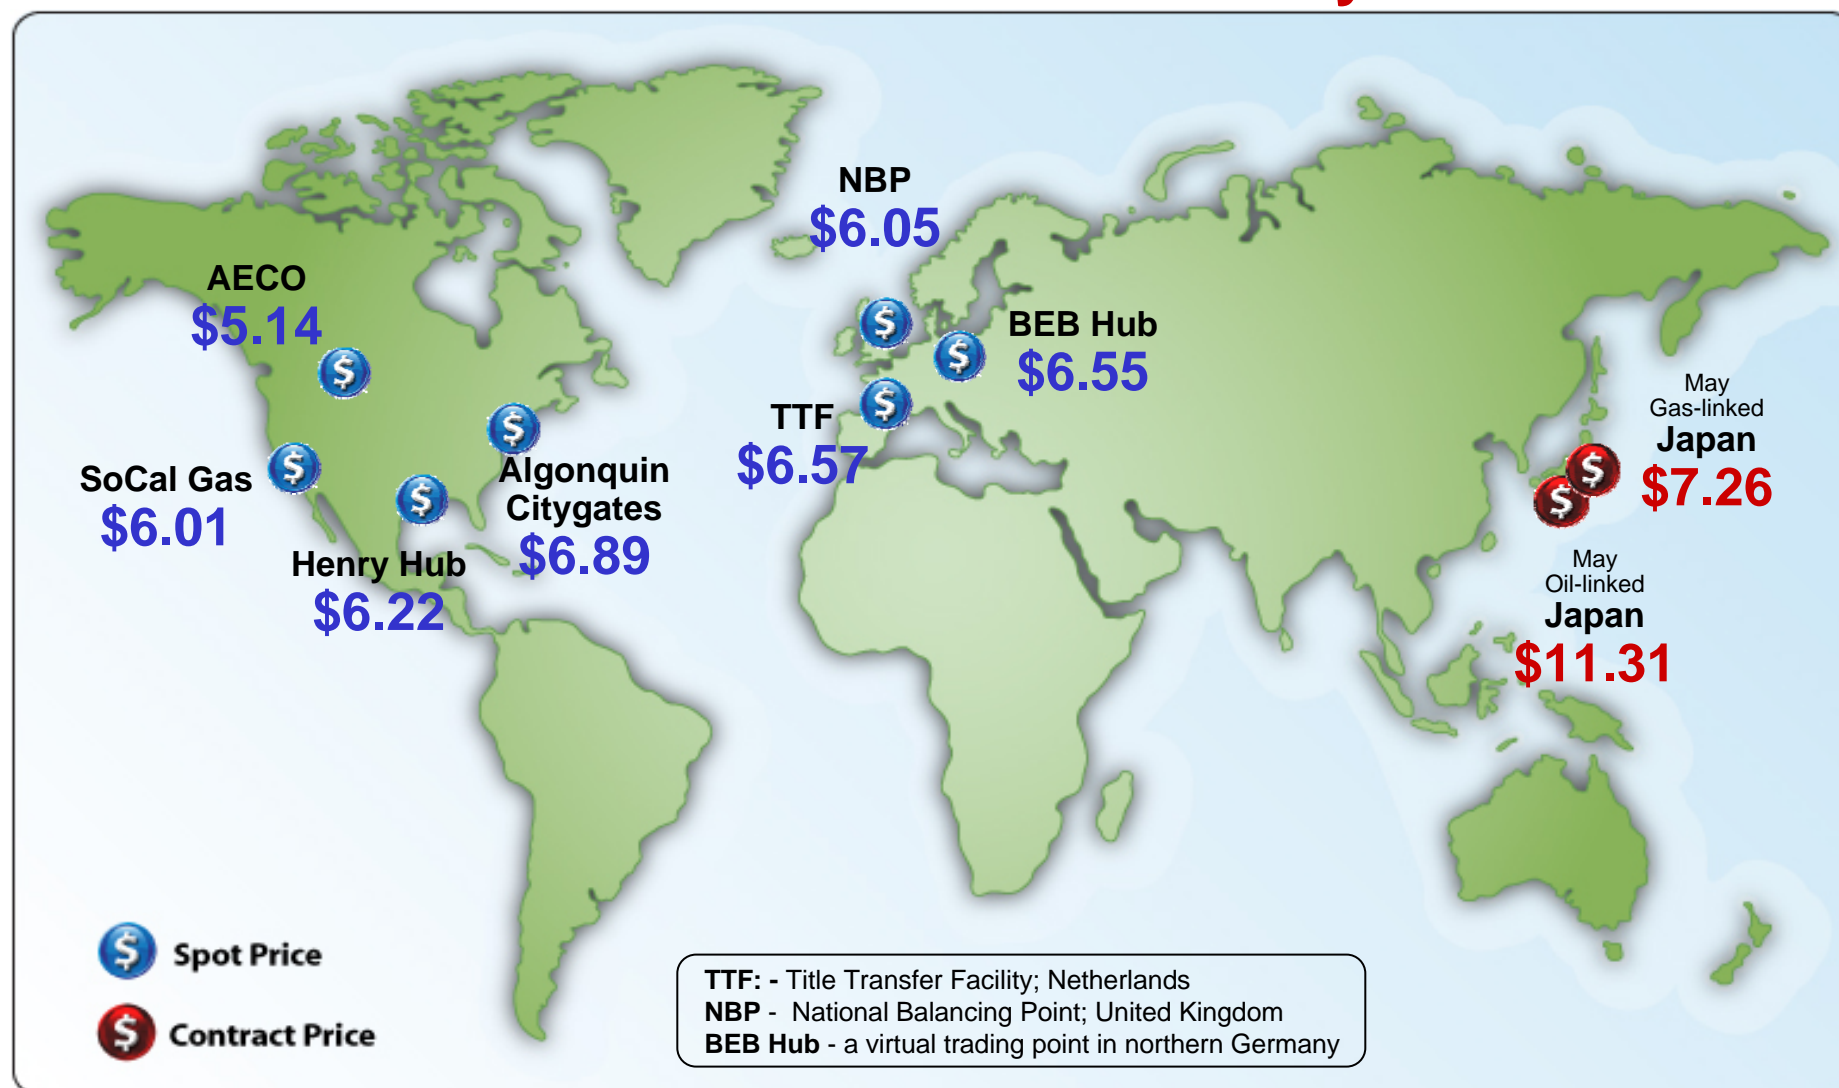 NBP
$6.05
AECO
$5.14
BEB Hub
$6.55
May
Gas-linked
Japan
$7.26
TTF
$6.57
SoCal Gas
$6.01
Algonquin
Citygates
$6.89
Henry Hub
$6.22
May
Oil-linked
Japan
$11.31
Spot Price
Contract Price
TTF: - Title Transfer Facility; Netherlands
NBP - National Balancing Point; United Kingdom
BEB Hub - a virtual trading point in northern Germany